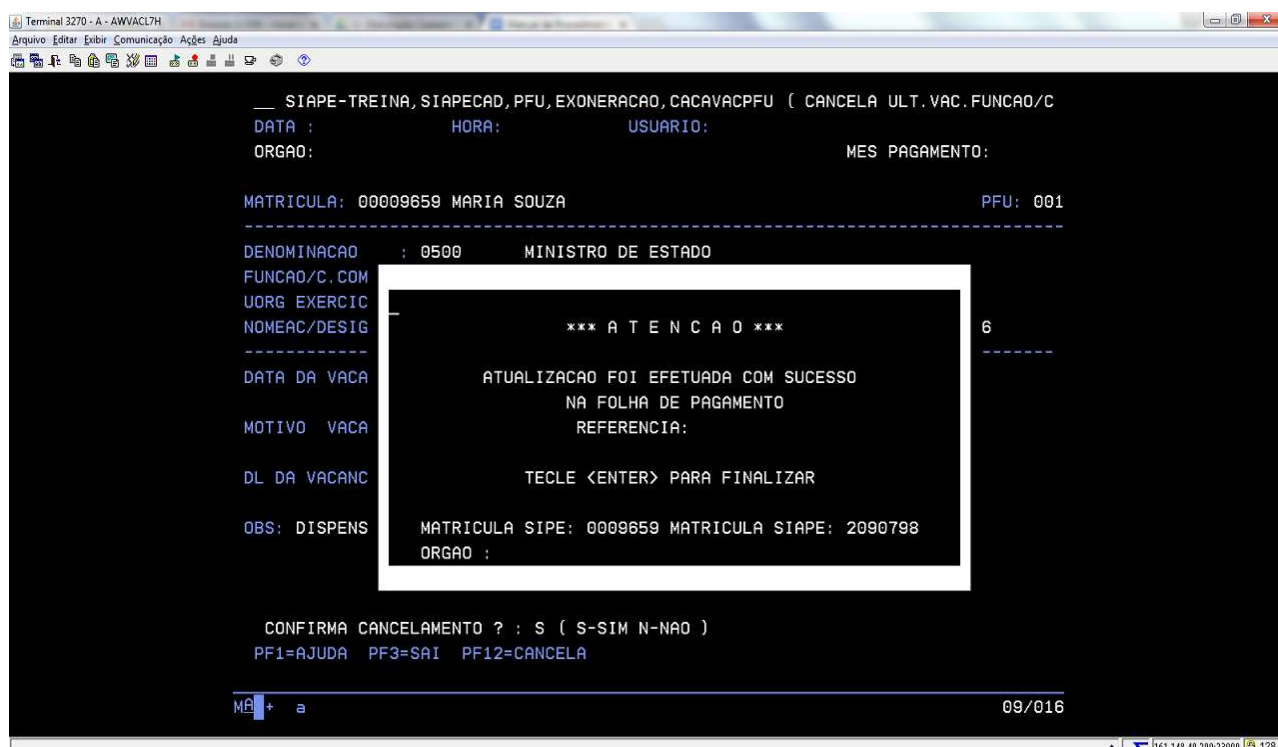 Terminal 3270 - A - AWVACL7H
Arquivo Editar Exibir Comunicação Ações Ajuda
__ SIAPE-TREINA,SIAPECAD,PFU,EXONERACAO,CACAVACPFU ( CANCELA ULT.VAC.FUNCAO/C
DATA : HORA: USUARIO:
ORGAO: MES PAGAMENTO:
MATRICULA: 00009659 MARIA SOUZA PFU: 001
DENOMINACAO : 0500 MINISTRO DE ESTADO
FUNCAO/C.COM
UORG EXERCIC
NOMEAC/DESIG 6
DATA DA VACA
MOTIVO VACA
DL DA VACANC
OBS: DISPENS
*** A T E N C A O ***
ATUALIZACAO FOI EFETUADA COM SUCESSO
NA FOLHA DE PAGAMENTO
REFERENCIA:
TECLE <ENTER> PARA FINALIZAR
MATRICULA SIPE: 0009659 MATRICULA SIAPE: 2090798
ORGAO :
CONFIRMA CANCELAMENTO ? : S ( S-SIM N-NAO )
PF1=AJUDA PF3=SAI PF12=CANCELA
MA + a 09/016